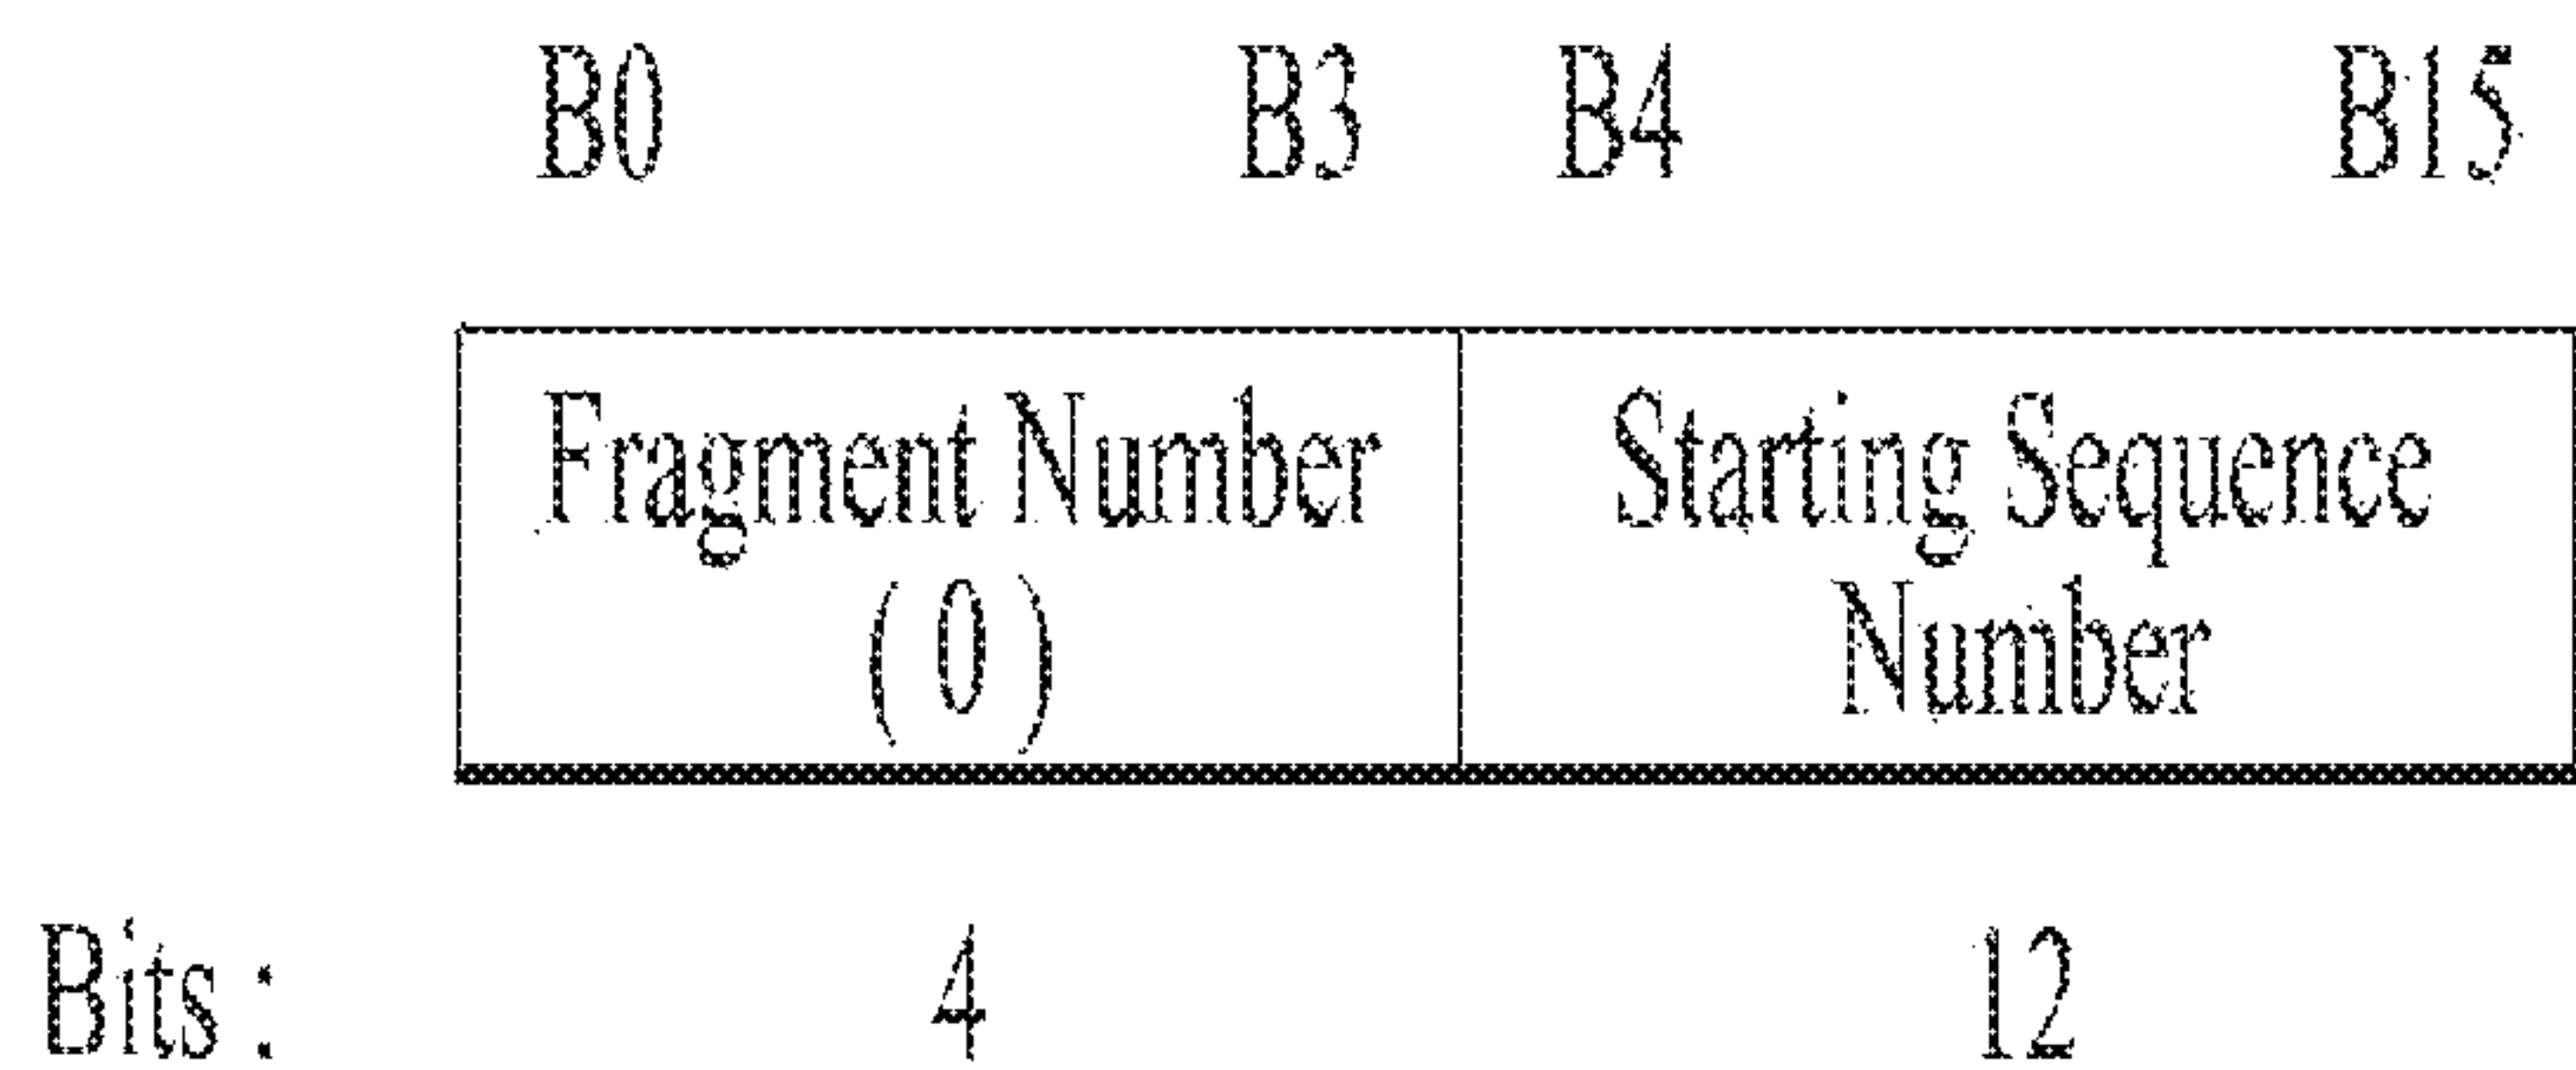 B0 B3 B4 B15
Fragment Number Starting Sequence
( 0 ) Number
Bits : 4 12